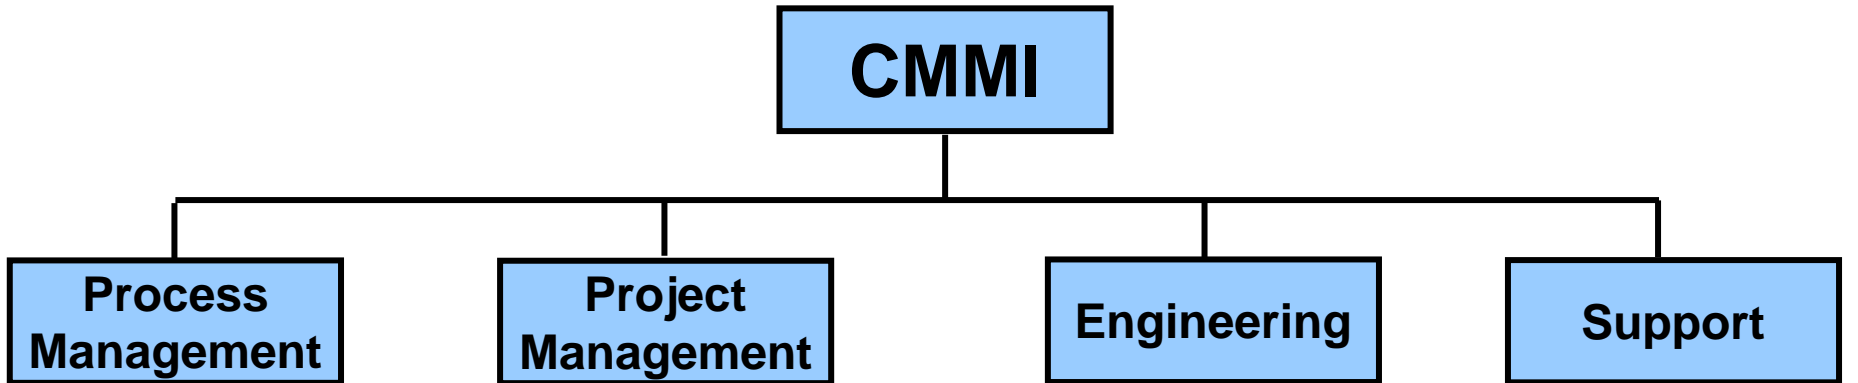 CMMI
Process
Management
Project
Management
Engineering
Support